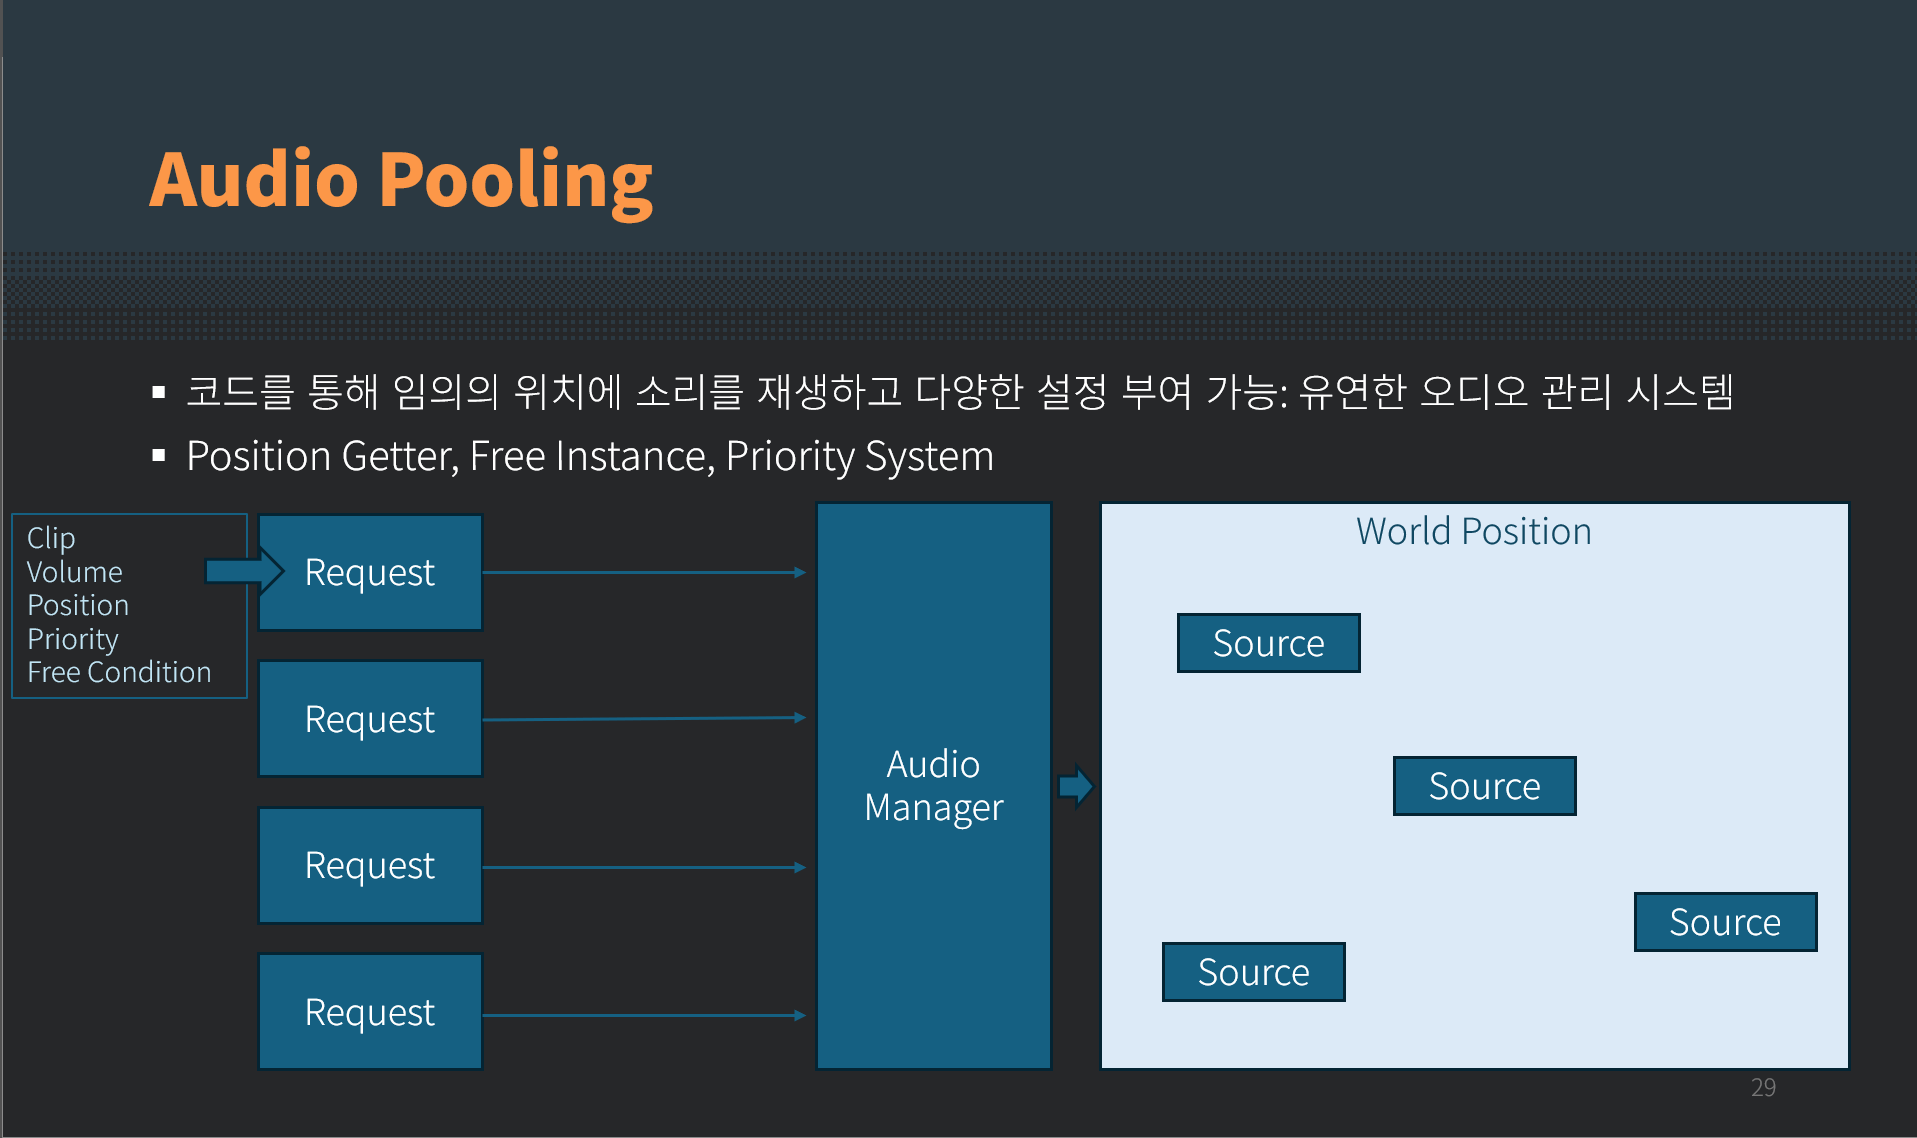 Audio Pooling
코드를 통해 임의의 위치에 소리를 재생하고 다양한 설정 부여 가능: 유연한 오디오 관리 시스템
Position Getter, Free Instance, Priority System
Clip
Volume
Position
Priority
Free Condition
Request
Request
Request
Request
Audio
Manager
World Position
Source
Source
Source
Source
29